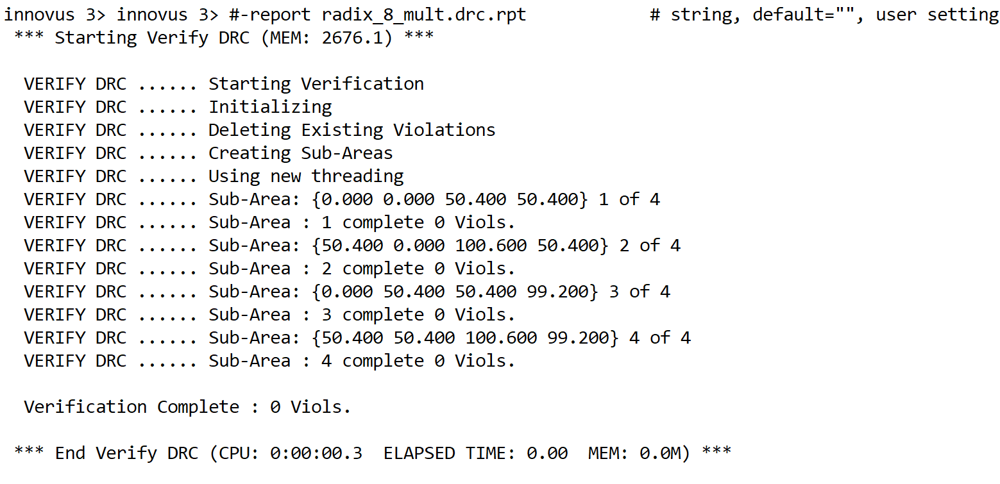 innovus 3> innovus 3> #-report radix_8_mult.drc.rpt            # string, default="", user setting
 *** Starting Verify DRC (MEM: 2676.1) ***

  VERIFY DRC ...... Starting Verification
  VERIFY DRC ...... Initializing
  VERIFY DRC ...... Deleting Existing Violations
  VERIFY DRC ...... Creating Sub-Areas
  VERIFY DRC ...... Using new threading
  VERIFY DRC ...... Sub-Area: {0.000 0.000 50.400 50.400} 1 of 4
  VERIFY DRC ...... Sub-Area : 1 complete 0 Viols.
  VERIFY DRC ...... Sub-Area: {50.400 0.000 100.600 50.400} 2 of 4
  VERIFY DRC ...... Sub-Area : 2 complete 0 Viols.
  VERIFY DRC ...... Sub-Area: {0.000 50.400 50.400 99.200} 3 of 4
  VERIFY DRC ...... Sub-Area : 3 complete 0 Viols.
  VERIFY DRC ...... Sub-Area: {50.400 50.400 100.600 99.200} 4 of 4
  VERIFY DRC ...... Sub-Area : 4 complete 0 Viols.

  Verification Complete : 0 Viols.

 *** End Verify DRC (CPU: 0:00:00.3  ELAPSED TIME: 0.00  MEM: 0.0M) ***